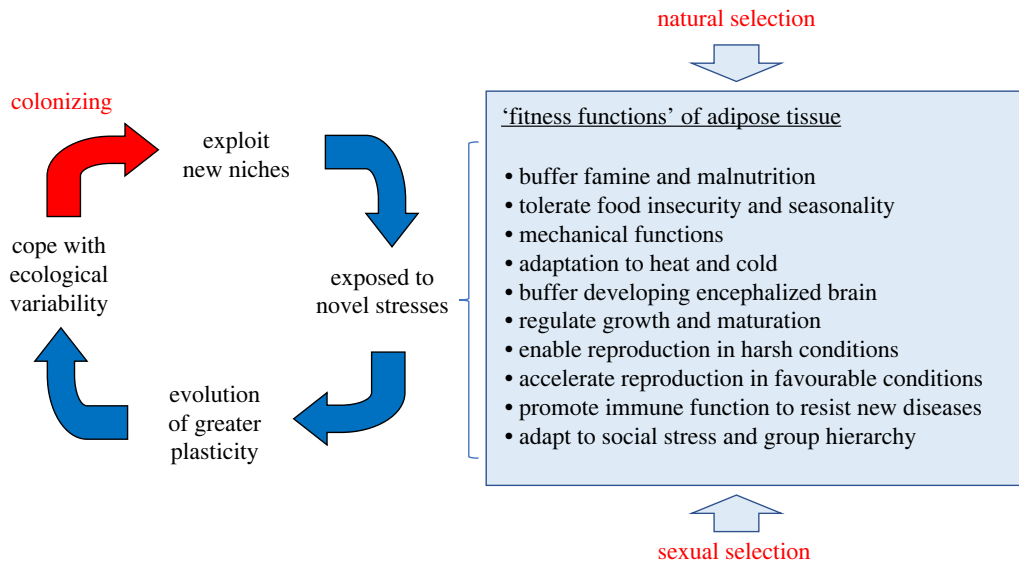 natural selection
colonizing
exploit
new niches
cope with
ecological
variability
exposed to
novel stresses
evolution
of greater
plasticity
‘fitness functions’ of adipose tissue
• buffer famine and malnutrition
• tolerate food insecurity and seasonality
• mechanical functions
• adaptation to heat and cold
• buffer developing encephalized brain
• regulate growth and maturation
• enable reproduction in harsh conditions
• accelerate reproduction in favourable conditions
• promote immune function to resist new diseases
• adapt to social stress and group hierarchy
sexual selection